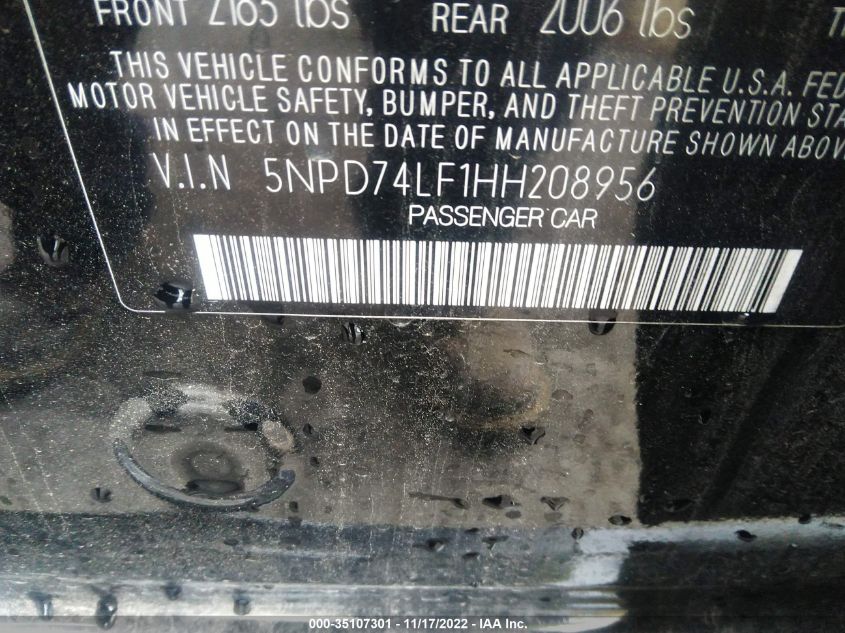 FRONT 2165 lbs REAR 2006 lbs
THIS VEHICLE CONFORMS TO ALL APPLICABLE U.S.A. FED
MOTOR VEHICLE SAFETY, BUMPER, AND THEFT PREVENTION STA
IN EFFECT ON THE DATE OF MANUFACTURE SHOWN ABOV
V.I.N 5NPD74LF1HH208956
PASSENGER CAR
000-35107301 - 11/17/2022 - IAA Inc.